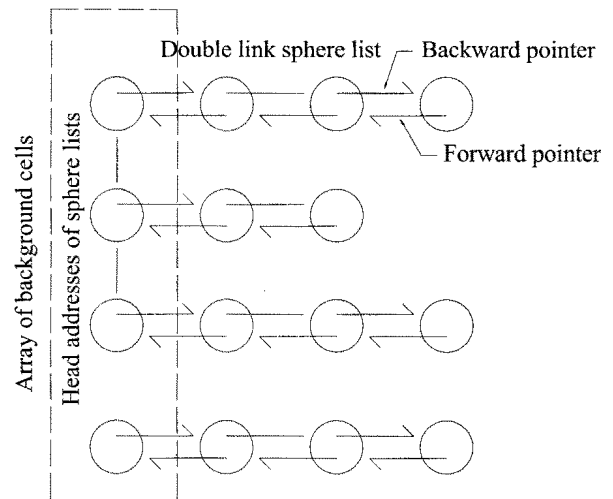 Double link sphere list
Backward pointer
Forward pointer
Array of background cells
Head addresses of sphere lists